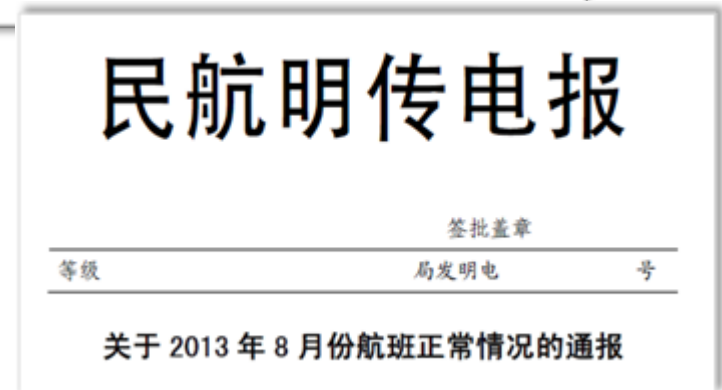 民航明传电报
签批盖章
等级 局发明电 号
关于 2013 年 8 月份航班正常情况的通报